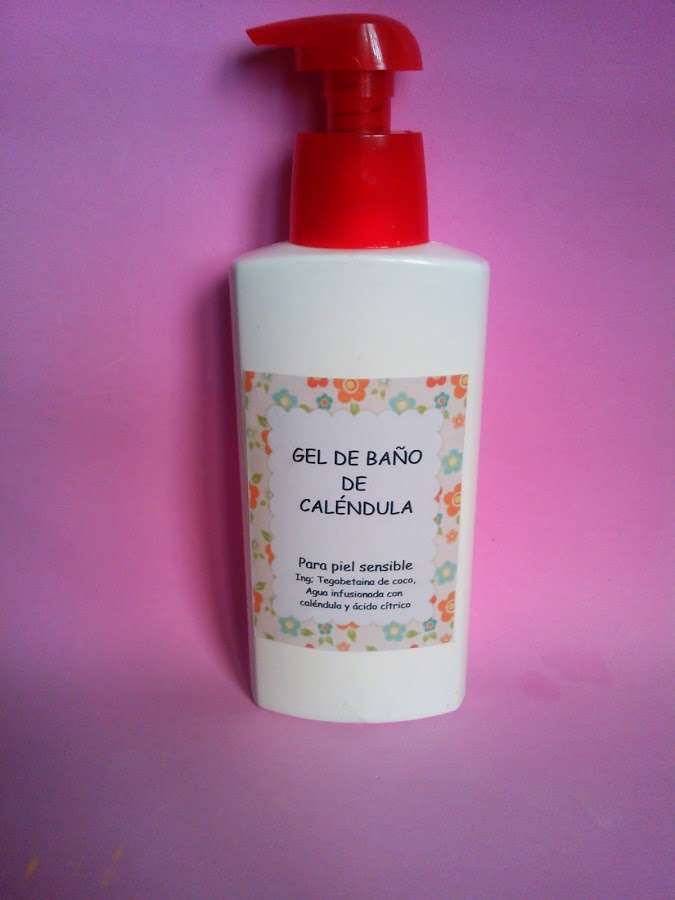 GEL DE BAÑO
DE
CALÉNDULA
Para piel sensible
Ing; Tegobetaina de coco,
Agua infusionada con
caléndula y ácido cítrico